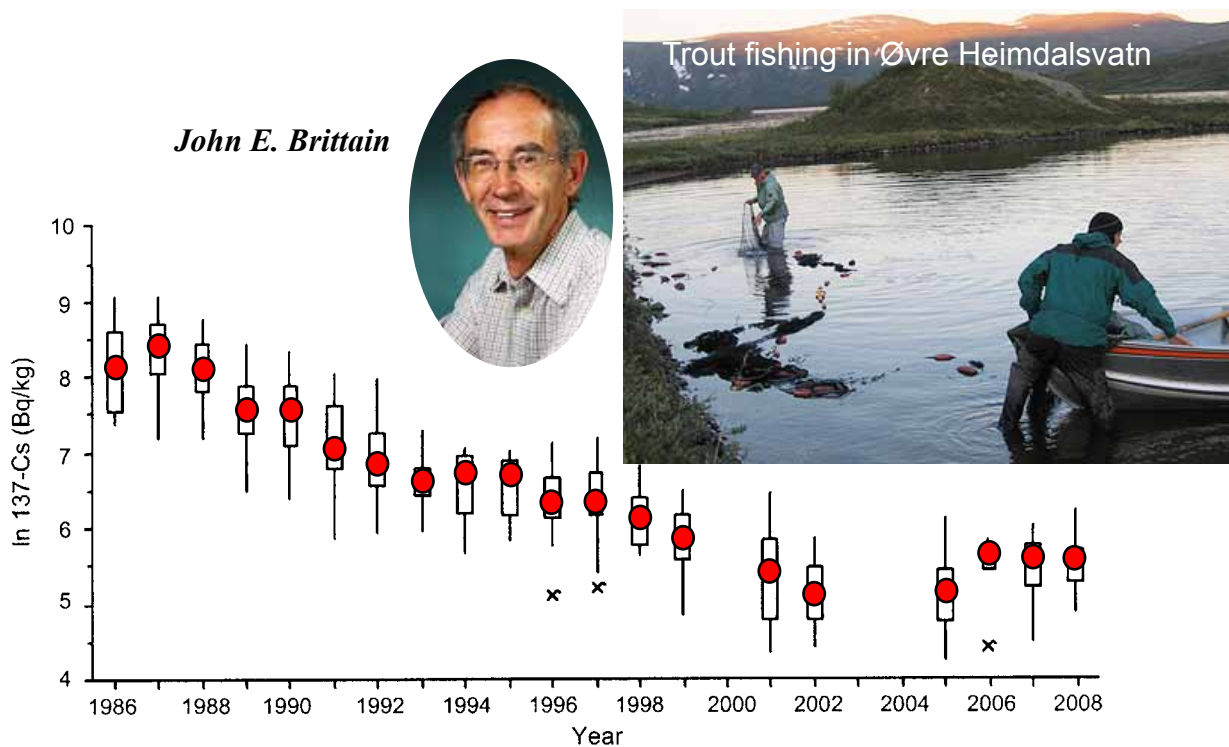 Trout fishing in Øvre Heimdalsvatn
John E. Brittain
10
9
8
7
6
5
4
ln 137-Cs (Bq/kg)
1986 1988 1990 1992 1994 1996 1998 2000 2002 2004 2006 2008
Year